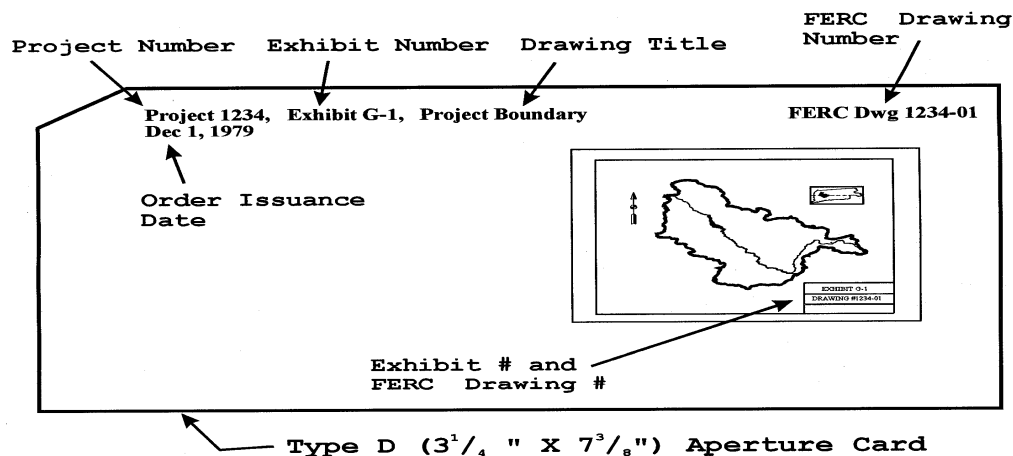 FERC Drawing
Number
Project Number Exhibit Number Drawing Title
Project 1234, Exhibit G-1, Project Boundary
Dec 1, 1979
FERC Dwg 1234-01
Order Issuance
Date
EXHIBIT G-1
DRAWING #1234-01
Exhibit # and
FERC Drawing #
Type D (3¹/₄ " X 7³/₈") Aperture Card